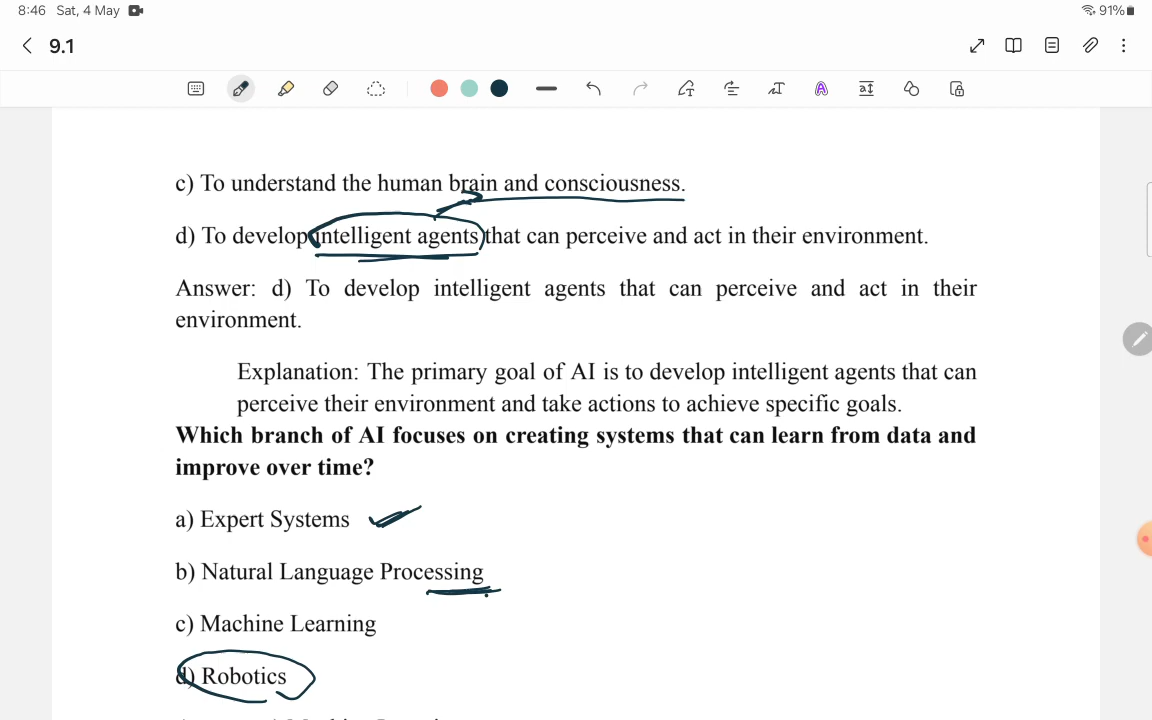 8:46 Sat, 4 May 91%
9.1
c) To understand the human brain and consciousness.
d) To develop intelligent agents that can perceive and act in their environment.
Answer: d) To develop intelligent agents that can perceive and act in their
environment.
Explanation: The primary goal of AI is to develop intelligent agents that can
perceive their environment and take actions to achieve specific goals.
Which branch of AI focuses on creating systems that can learn from data and
improve over time?
a) Expert Systems
b) Natural Language Processing
c) Machine Learning
d) Robotics